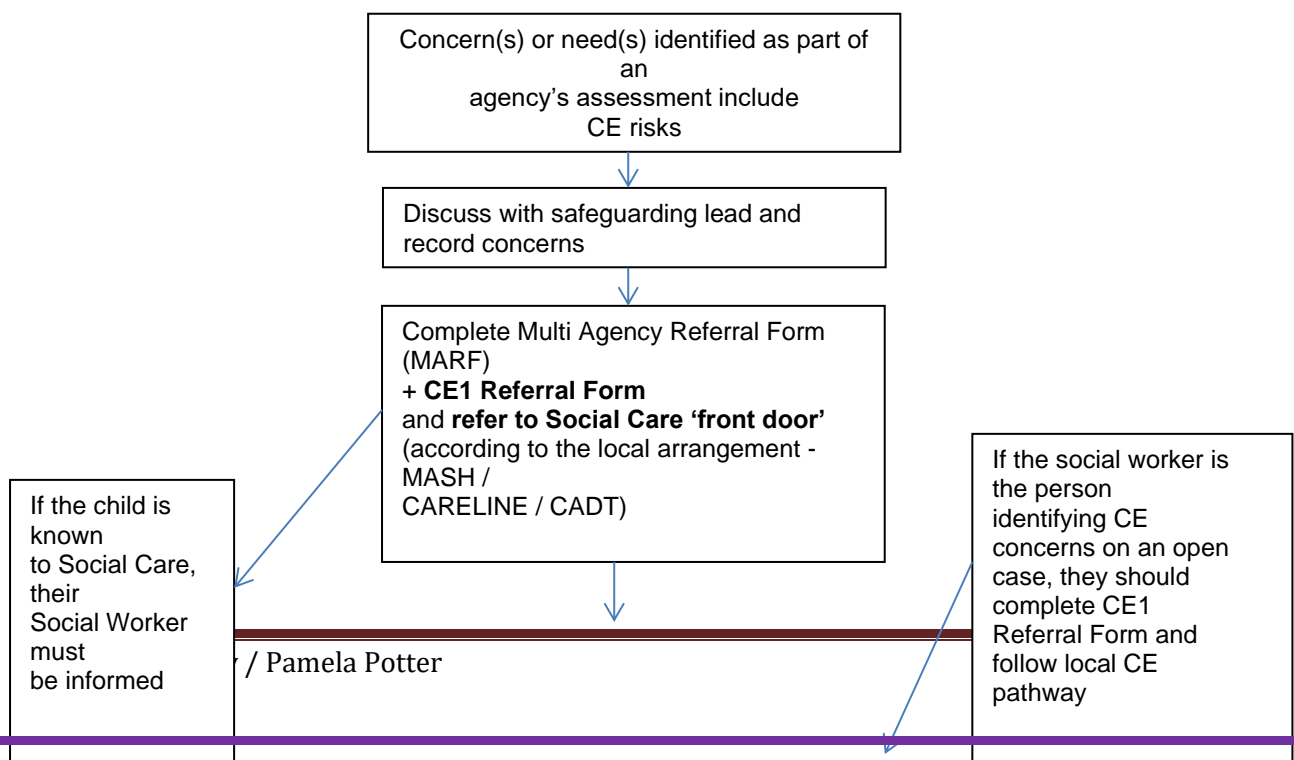 Concern(s) or need(s) identified as part of
an
agency’s assessment include
CE risks
Discuss with safeguarding lead and
record concerns
Complete Multi Agency Referral Form
(MARF)
+ CE1 Referral Form
and refer to Social Care ‘front door’
(according to the local arrangement -
MASH /
CARELINE / CADT)
If the child is
known
to Social Care,
their
Social Worker
must
be informed
If the social worker is
the person
identifying CE
concerns on an open
case, they should
complete CE1
Referral Form and
follow local CE
pathway
/ Pamela Potter